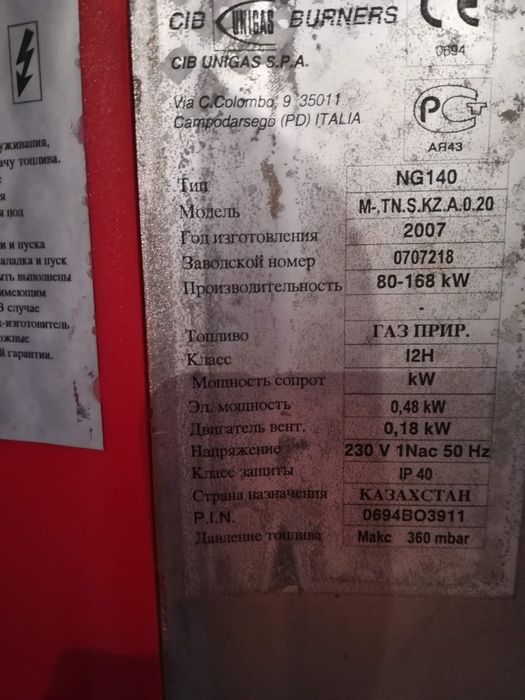 CIB UNIGAS BURNERS
CIB UNIGAS S.P.A.
Via C.Colombo, 9 35011
Campodarsego (PD) ITALIA
CE
0694
РСТ
АЯ43
Тип NG140
Модель M-,TN.S.KZ.A.0.20
Год изготовления 2007
Заводской номер 0707218
Производительность 80-168 kW
-
Топливо ГАЗ ПРИР.
Класс I2H
Мощность сопрот kW
Эл. мощность 0,48 kW
Двигатель вент. 0,18 kW
Напряжение 230 V 1Nac 50 Hz
Класс защиты IP 40
Страна назначения КАЗАХСТАН
P.I.N. 0694BO3911
Давление топлива Макс 360 mbar
уживания,
ачу топлива.
я
я под
и и пуска
аладка и пуск
ыть выполнены
имеющим
В случае
-изготовитель
ожные
й гарантии.